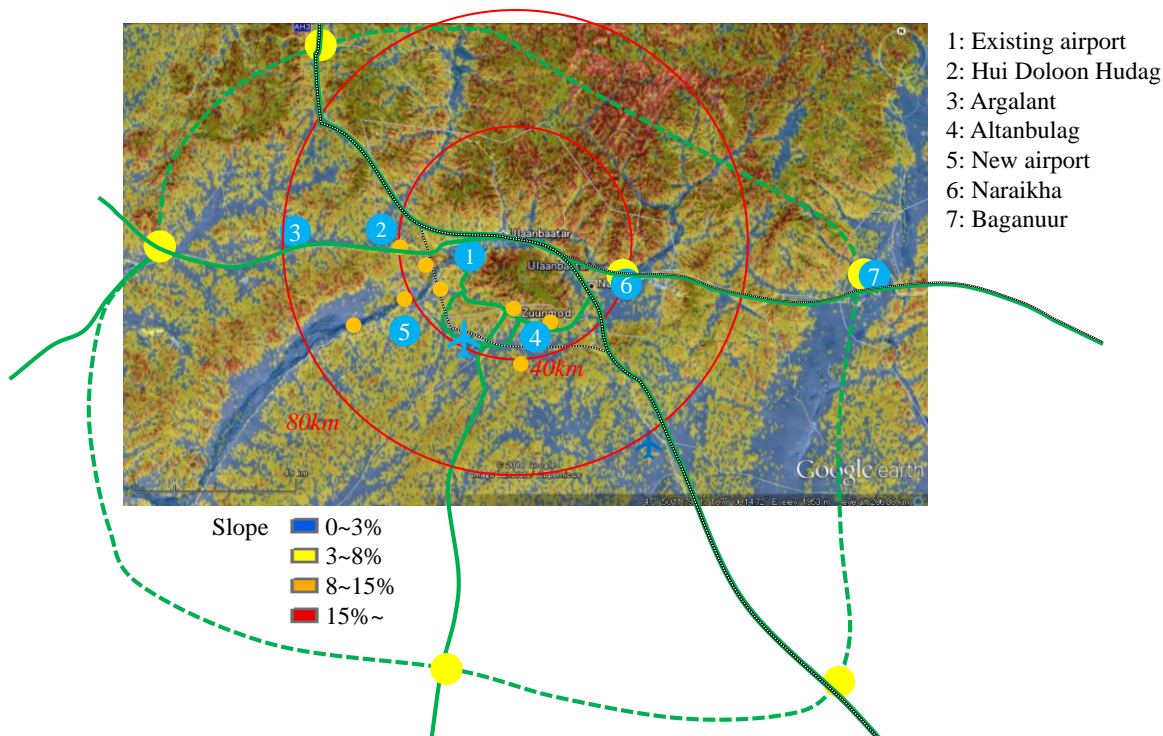 AH3
N
1: Existing airport
2: Hui Doloon Hudag
3: Argalant
4: Altanbulag
5: New airport
6: Naraikha
7: Baganuur
3
2
1
Ulaanbaatar
Ulaanba
7
6
Zuunmod
5
4
40km
80km
Google earth
Slope
0~3%
3~8%
8~15%
15%~